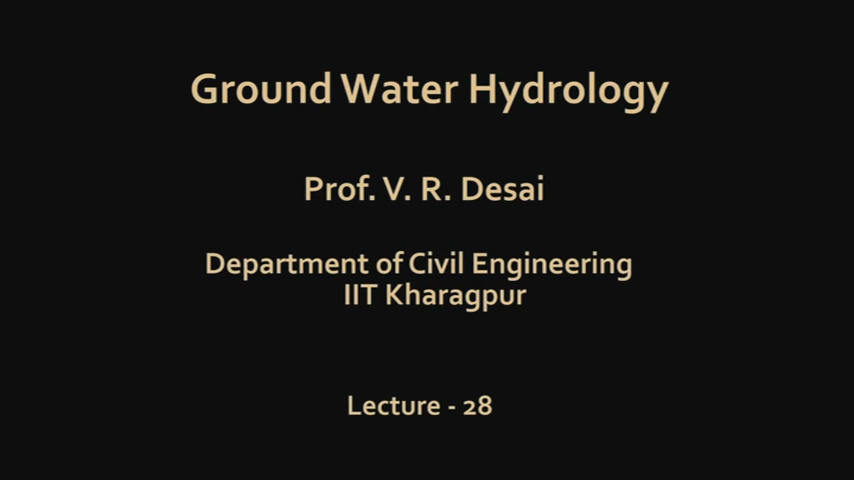 Ground Water Hydrology
Prof. V. R. Desai
Department of Civil Engineering
IIT Kharagpur
Lecture - 28